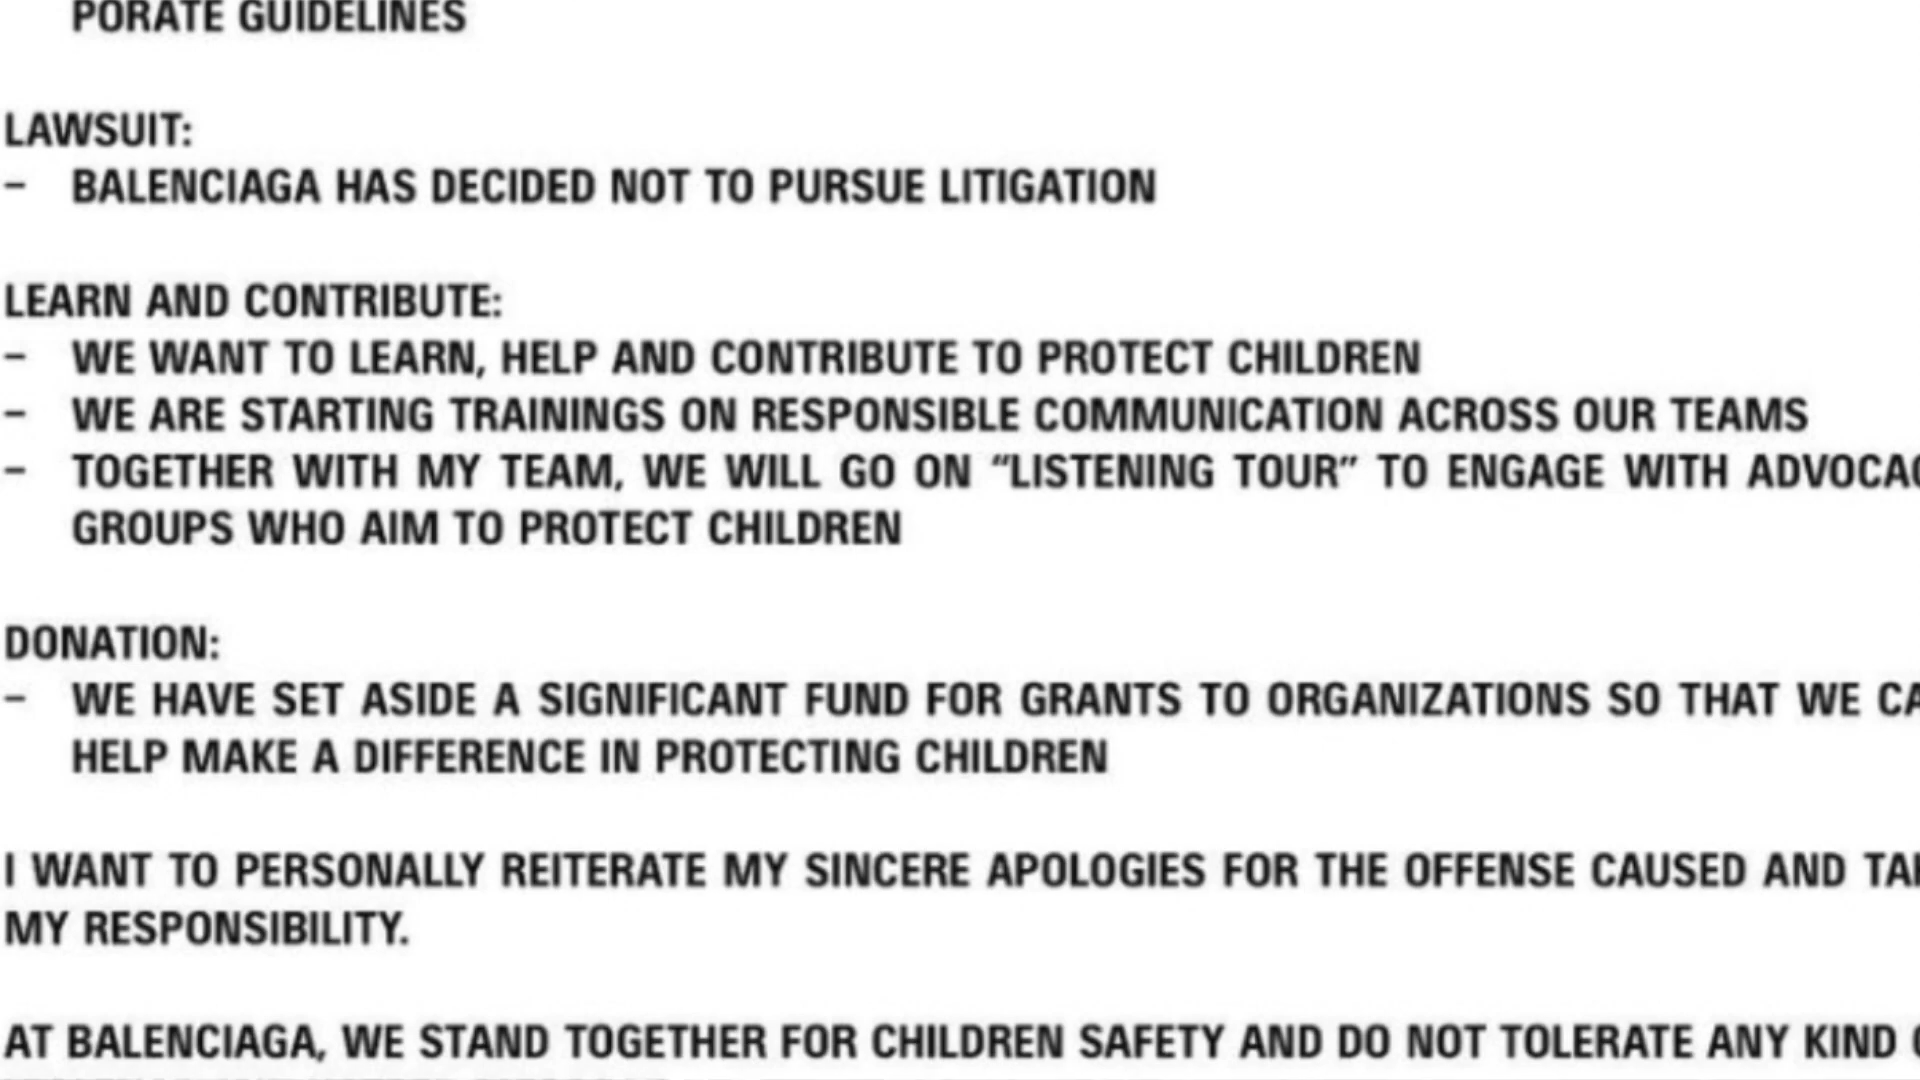 PORATE GUIDELINES
LAWSUIT:
– BALENCIAGA HAS DECIDED NOT TO PURSUE LITIGATION
LEARN AND CONTRIBUTE:
– WE WANT TO LEARN, HELP AND CONTRIBUTE TO PROTECT CHILDREN
– WE ARE STARTING TRAININGS ON RESPONSIBLE COMMUNICATION ACROSS OUR TEAMS
– TOGETHER WITH MY TEAM, WE WILL GO ON “LISTENING TOUR” TO ENGAGE WITH ADVOCAC
GROUPS WHO AIM TO PROTECT CHILDREN
DONATION:
– WE HAVE SET ASIDE A SIGNIFICANT FUND FOR GRANTS TO ORGANIZATIONS SO THAT WE CA
HELP MAKE A DIFFERENCE IN PROTECTING CHILDREN
I WANT TO PERSONALLY REITERATE MY SINCERE APOLOGIES FOR THE OFFENSE CAUSED AND TA
MY RESPONSIBILITY.
AT BALENCIAGA, WE STAND TOGETHER FOR CHILDREN SAFETY AND DO NOT TOLERATE ANY KIND